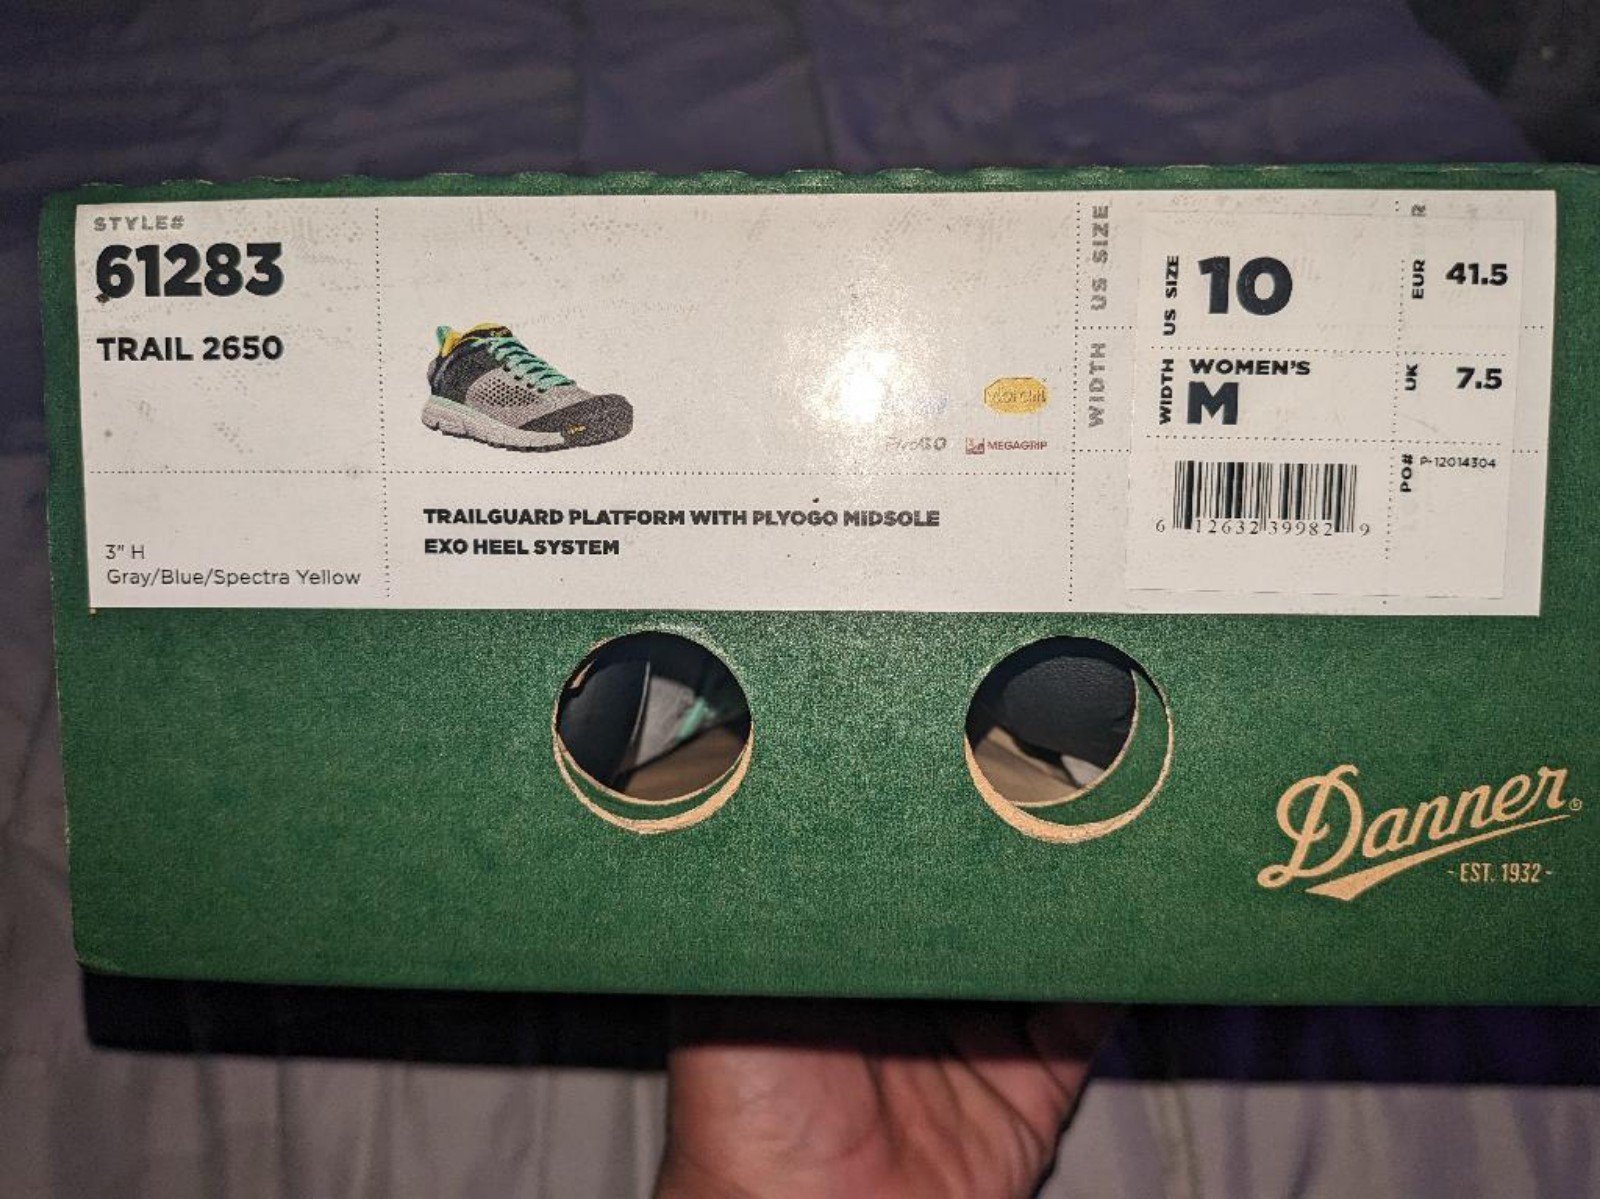 STYLE#
61283
TRAIL 2650
3" H
Gray/Blue/Spectra Yellow
MEGAGRIP
TRAILGUARD PLATFORM WITH PLYOGO MIDSOLE
EXO HEEL SYSTEM
US SIZE
WIDTH
US SIZE
10
EUR
41.5
WIDTH
WOMEN'S
M
UK
7.5
6 12632 39982 9
PO# P-12014304
Danner®
- EST. 1932 -